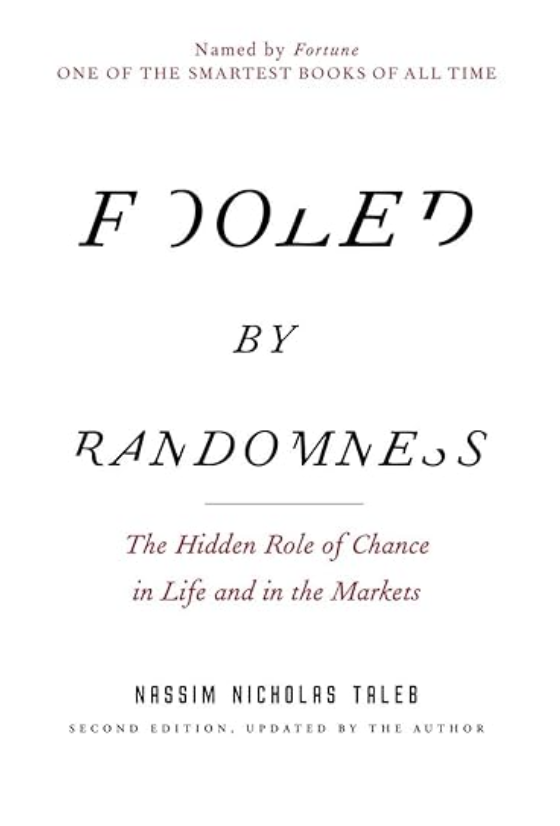 Named by Fortune
ONE OF THE SMARTEST BOOKS OF ALL TIME
FOOLED
BY
RANDOMNESS
The Hidden Role of Chance
in Life and in the Markets
NASSIM NICHOLAS TALEB
SECOND EDITION, UPDATED BY THE AUTHOR